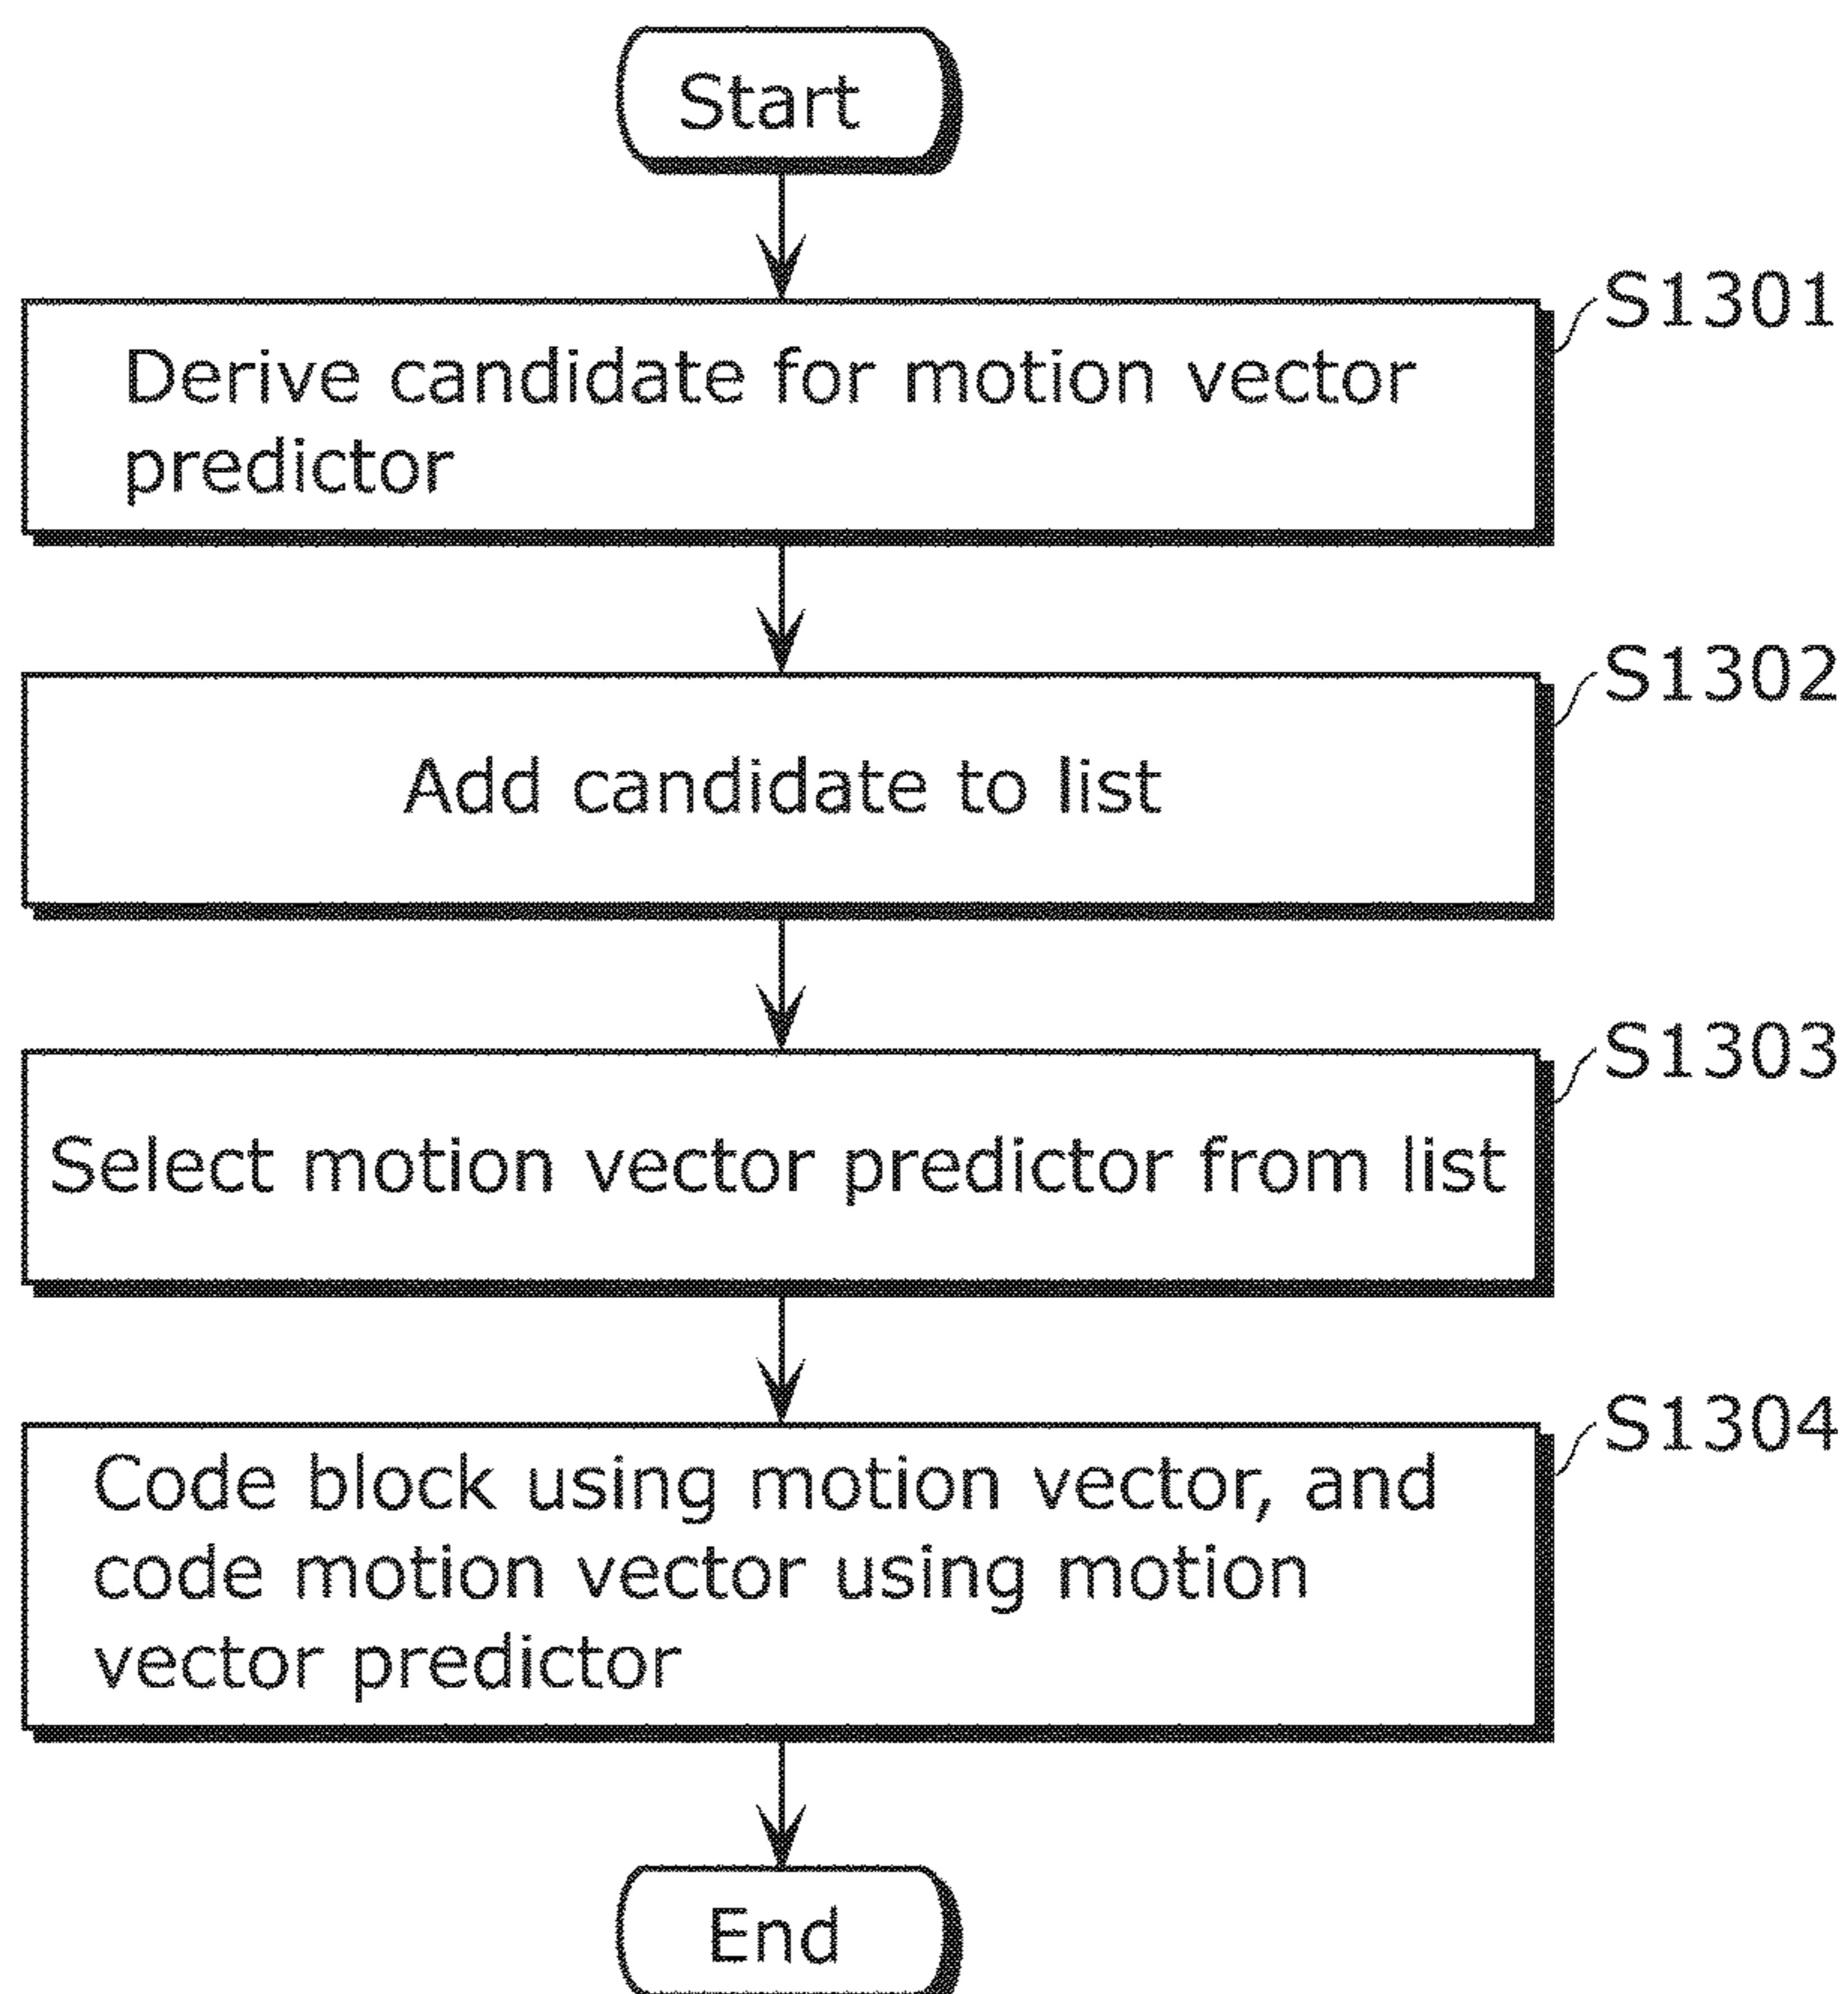 Start
S1301
Derive candidate for motion vector
predictor
S1302
Add candidate to list
S1303
Select motion vector predictor from list
S1304
Code block using motion vector, and
code motion vector using motion
vector predictor
End